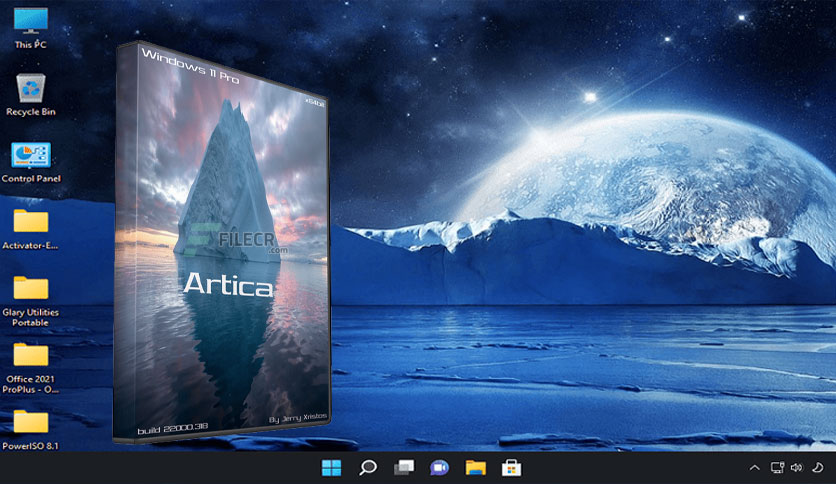 This PC
Recycle Bin
Control Panel
Activator-E...
Glary Utilities
Portable
Office 2021
ProPlus - O...
PowerISO 8.1
Windows 11 Pro
x64bit
FILECR
.com
Artica
build 22000.318
By Jerry Xristos